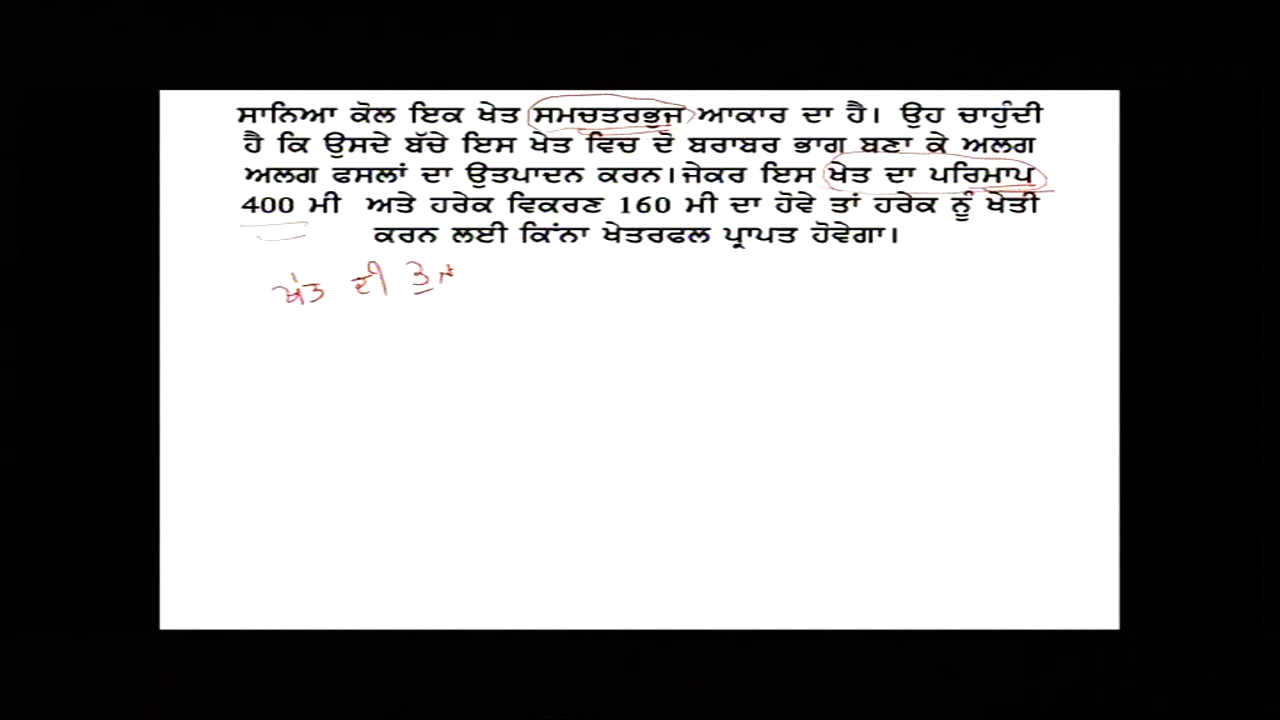 ਸਾਨਿਆ ਕੋਲ ਇਕ ਖੇਤ ਸਮਚਤਰਭੁਜ ਆਕਾਰ ਦਾ ਹੈ। ਉਹ ਚਾਹੁੰਦੀ
ਹੈ ਕਿ ਉਸਦੇ ਬੱਚੇ ਇਸ ਖੇਤ ਵਿਚ ਦੋ ਬਰਾਬਰ ਭਾਗ ਬਣਾ ਕੇ ਅਲਗ
ਅਲਗ ਫਸਲਾਂ ਦਾ ਉਤਪਾਦਨ ਕਰਨ। ਜੇਕਰ ਇਸ ਖੇਤ ਦਾ ਪਰਿਮਾਪ
400 ਮੀ ਅਤੇ ਹਰੇਕ ਵਿਕਰਣ 160 ਮੀ ਦਾ ਹੋਵੇ ਤਾਂ ਹਰੇਕ ਨੂੰ ਖੇਤੀ
ਕਰਨ ਲਈ ਕਿੰਨਾ ਖੇਤਰਫਲ ਪ੍ਰਾਪਤ ਹੋਵੇਗਾ।
ਖੇਤ ਦੀ